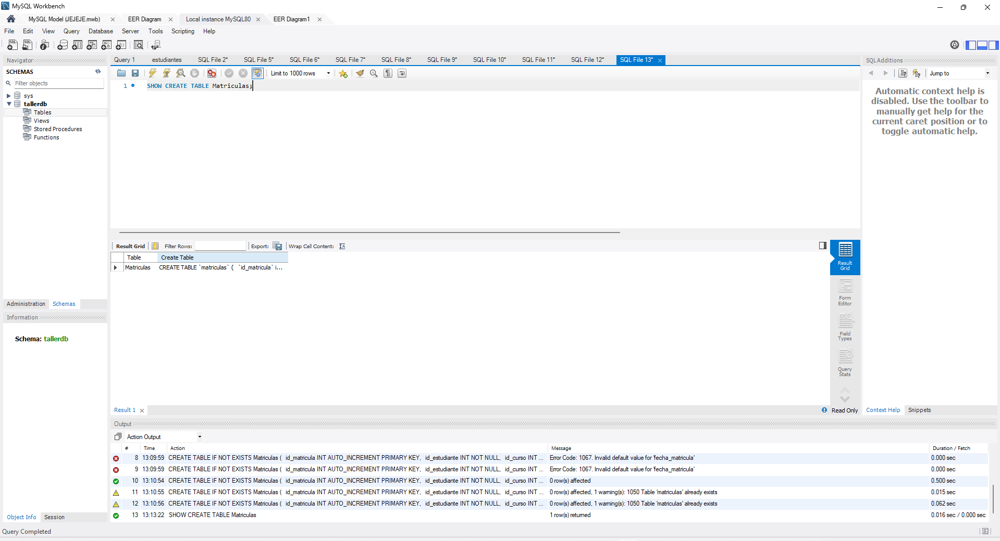 MySQL Workbench
MySQL Model (JEJEJE.mwb)
EER Diagram
Local instance MySQL80
EER Diagram1
File Edit View Query Database Server Tools Scripting Help
Navigator
SCHEMAS
Filter objects
sys
tallerdb
Tables
Views
Stored Procedures
Functions
Administration Schemas
Information
Schema: tallerdb
Object Info Session
Query 1 estudiantes SQL File 2* SQL File 5* SQL File 6* SQL File 7* SQL File 8* SQL File 9* SQL File 10* SQL File 11* SQL File 12* SQL File 13*
Limit to 1000 rows
1 SHOW CREATE TABLE Matriculas;
Result Grid Filter Rows: Export: Wrap Cell Content:
Table Create Table
Matriculas CREATE TABLE `matriculas` ( `id_matricula` i...
Result Grid
Form Editor
Field Types
Query Stats
Result 1
Read Only
SQLAdditions
Jump to
Automatic context help is
disabled. Use the toolbar to
manually get help for the
current caret position or to
toggle automatic help.
Context Help Snippets
Output
Action Output
# Time Action Message Duration / Fetch
8 13:09:59 CREATE TABLE IF NOT EXISTS Matriculas ( id_matricula INT AUTO_INCREMENT PRIMARY KEY, id_estudiante INT NOT NULL, id_curso INT ... Error Code: 1067. Invalid default value for 'fecha_matricula' 0.000 sec
9 13:09:59 CREATE TABLE IF NOT EXISTS Matriculas ( id_matricula INT AUTO_INCREMENT PRIMARY KEY, id_estudiante INT NOT NULL, id_curso INT ... Error Code: 1067. Invalid default value for 'fecha_matricula' 0.000 sec
10 13:10:54 CREATE TABLE IF NOT EXISTS Matriculas ( id_matricula INT AUTO_INCREMENT PRIMARY KEY, id_estudiante INT NOT NULL, id_curso INT ... 0 row(s) affected 0.500 sec
11 13:10:55 CREATE TABLE IF NOT EXISTS Matriculas ( id_matricula INT AUTO_INCREMENT PRIMARY KEY, id_estudiante INT NOT NULL, id_curso INT ... 0 row(s) affected, 1 warning(s): 1050 Table 'matriculas' already exists 0.015 sec
12 13:10:56 CREATE TABLE IF NOT EXISTS Matriculas ( id_matricula INT AUTO_INCREMENT PRIMARY KEY, id_estudiante INT NOT NULL, id_curso INT ... 0 row(s) affected, 1 warning(s): 1050 Table 'matriculas' already exists 0.062 sec
13 13:13:22 SHOW CREATE TABLE Matriculas 1 row(s) returned 0.016 sec / 0.000 sec
Query Completed